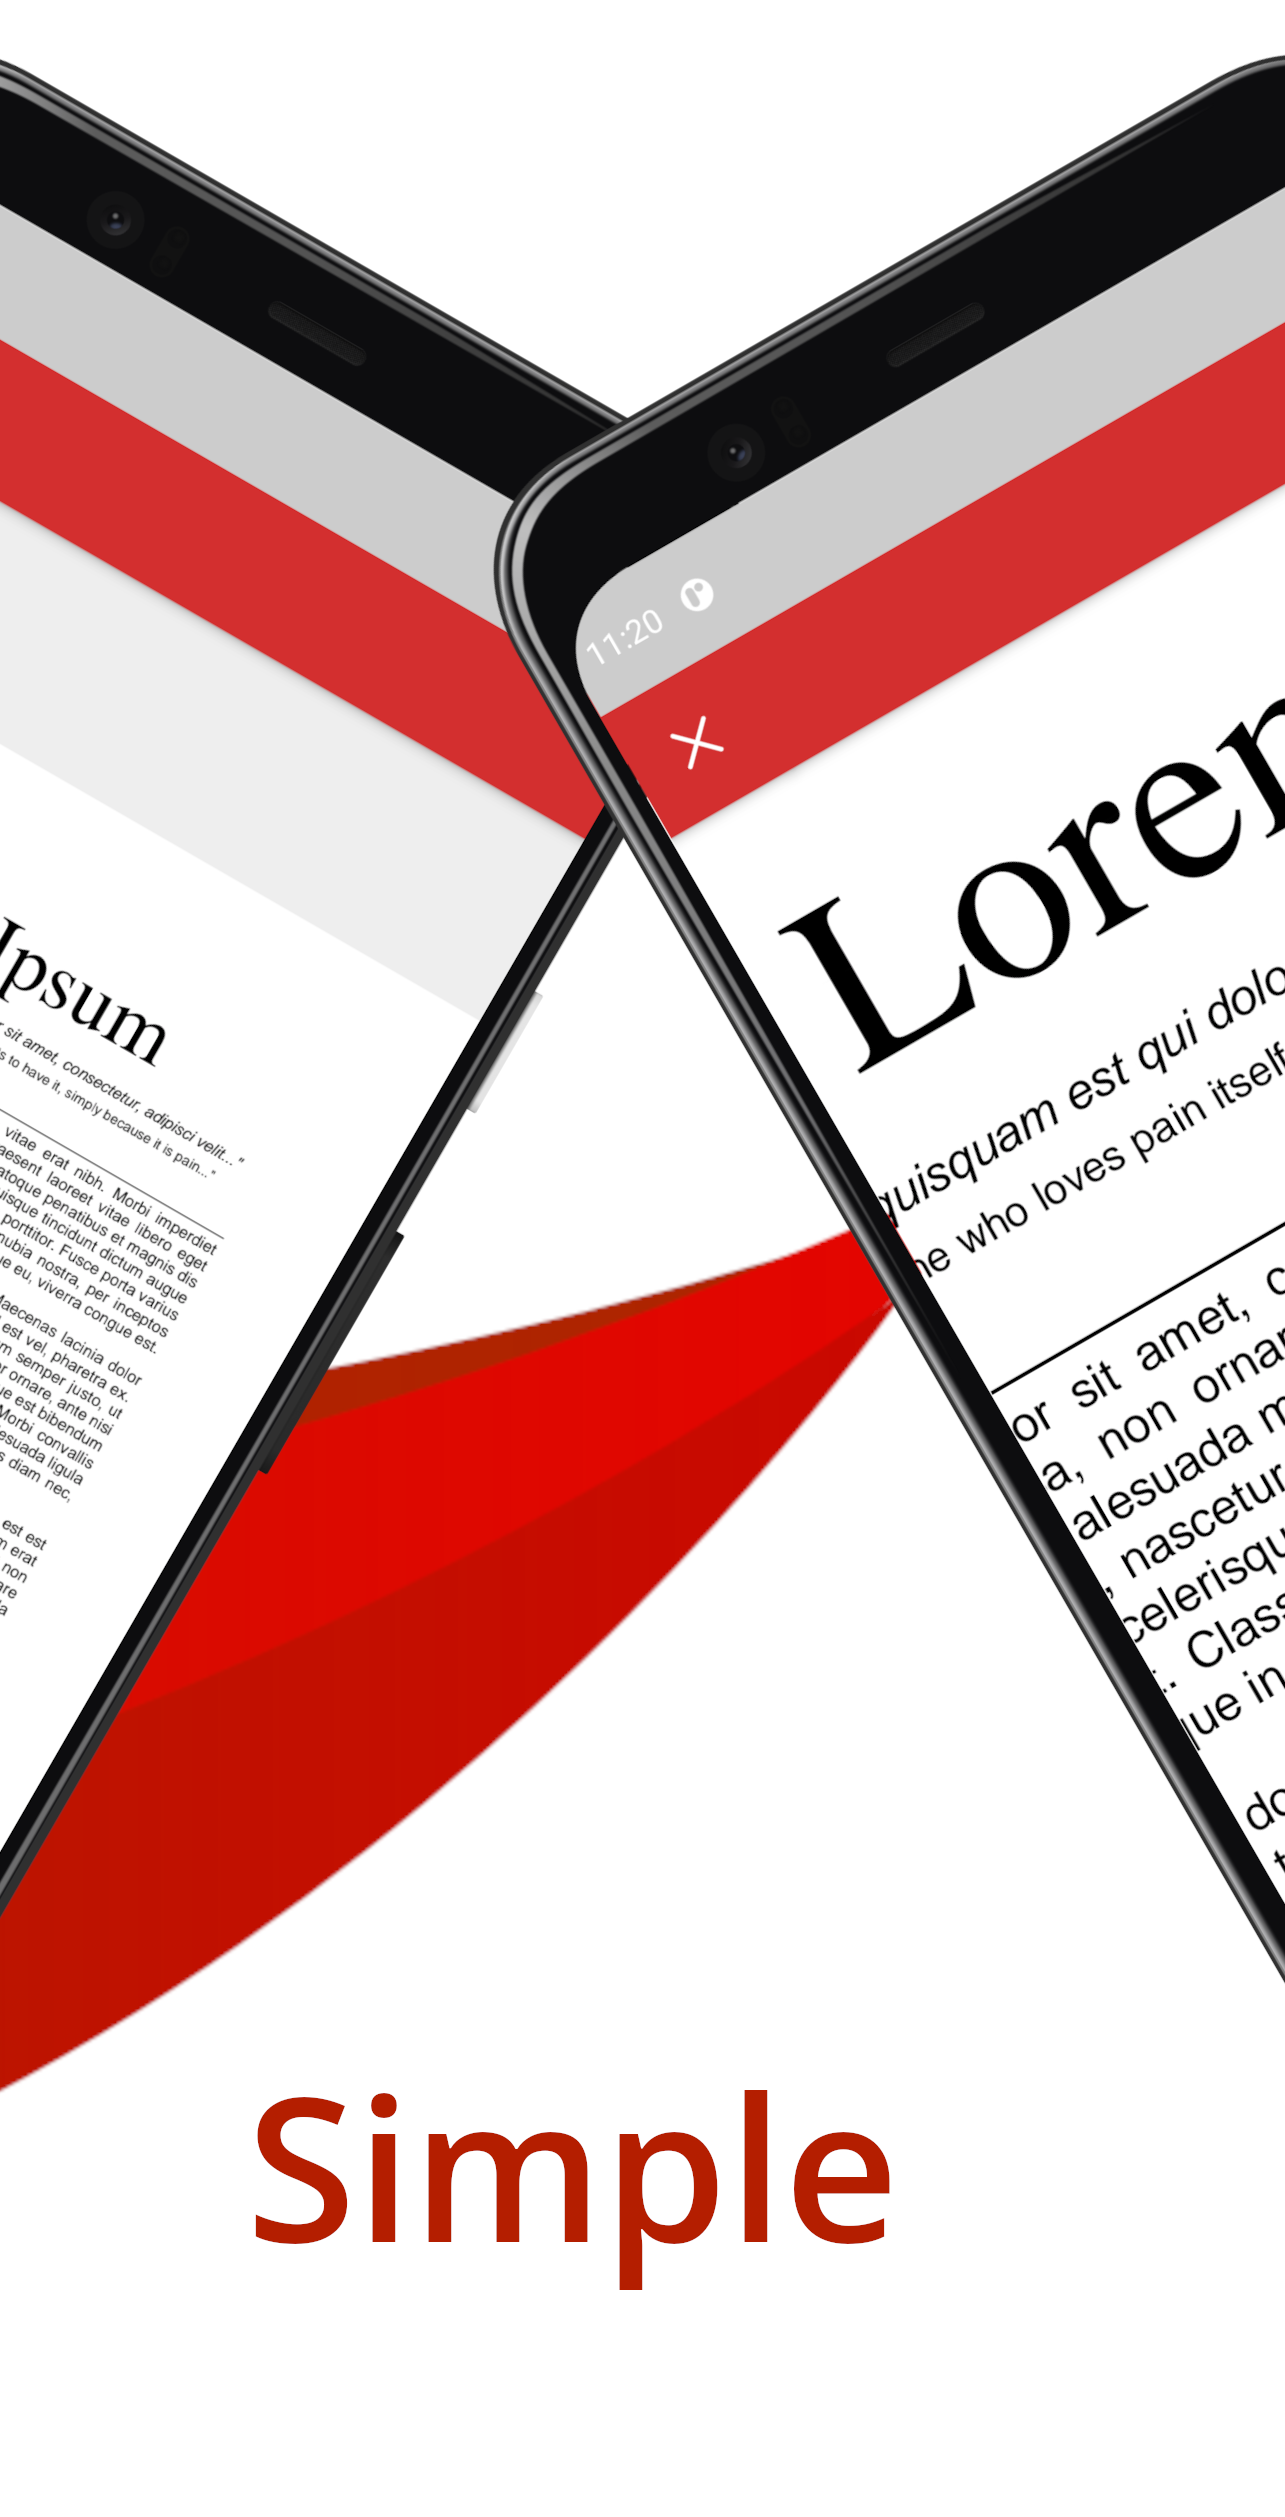 Ipsum
sit amet, consectetur, adipisci velit..."
s to have it, simply because it is pain..."
vitae erat nibh. Morbi imperdiet
aesent laoreet vitae libero eget
atoque penatibus et magnis dis
uisque tincidunt dictum augue
porttitor. Fusce porta varius
nubia nostra, per inceptos
ue eu, viverra congue est.
Maecenas lacinia dolor
est vel, pharetra ex.
m semper justo, ut
r ornare, ante nisi
ue est bibendum
Morbi convallis
esuada ligula
s diam nec,
est est
m erat
non
are
la
11:20
Lorem
quisquam est qui dolo
ne who loves pain itself
or sit amet, c
a, non ornar
alesuada m
, nascetur
celerisqu
. Class
que in
do
t
Simple